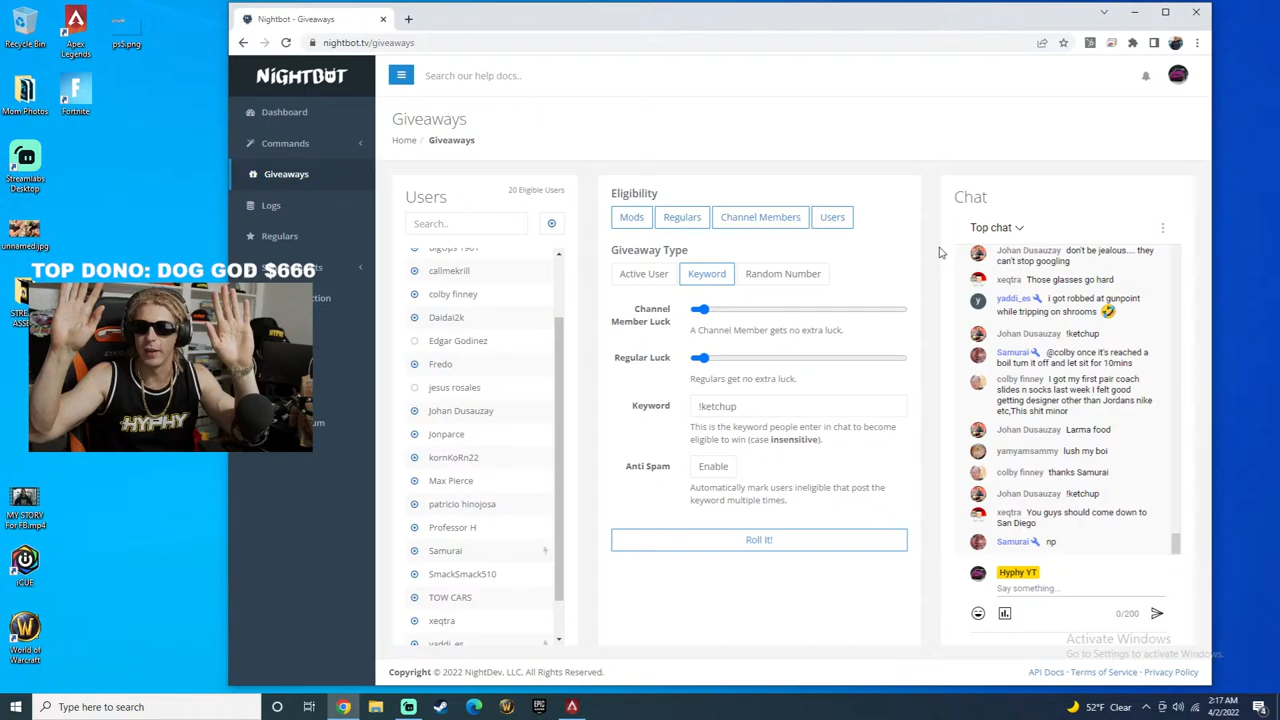 Recycle Bin
Apex
Legends
ps5.png
Mom Photos
Fortnite
Streamlabs
Desktop
unnamed.jpg
TOP DONO: DOG GOD $666
HYPHY
MY STORY
For FB.mp4
iCUE
World of
Warcraft
Nightbot - Giveaways
nightbot.tv/giveaways
NIGHTBOT
Search our help docs..
Dashboard
Commands
Giveaways
Logs
Regulars
Giveaways
Home / Giveaways
Users
20 Eligible Users
Search..
callmekrill
colby finney
Daidai2k
Edgar Godinez
Fredo
jesus rosales
Johan Dusauzay
Jonparce
kornKoRn22
Max Pierce
patricio hinojosa
Professor H
Samurai
SmackSmack510
TOW CARS
xeqtra
yaddi_es
Eligibility
Mods Regulars Channel Members Users
Giveaway Type
Active User Keyword Random Number
Channel
Member Luck
A Channel Member gets no extra luck.
Regular Luck
Regulars get no extra luck.
Keyword
!ketchup
This is the keyword people enter in chat to become
eligible to win (case insensitive).
Anti Spam
Enable
Automatically mark users ineligible that post the
keyword multiple times.
Roll It!
Chat
Top chat
Johan Dusauzay don't be jealous.... they
can't stop googling
xeqtra Those glasses go hard
yaddi_es i got robbed at gunpoint
while tripping on shrooms
Johan Dusauzay !ketchup
Samurai @colby once it's reached a
boil turn it off and let sit for 10mins
colby finney I got my first pair coach
slides n socks last week I felt good
getting designer other than Jordans nike
etc,This shit minor
Johan Dusauzay Larma food
yamyamsammy lush my boi
colby finney thanks Samurai
Johan Dusauzay !ketchup
xeqtra You guys should come down to
San Diego
Samurai np
Hyphy YT
Say something...
0/200
Activate Windows
Go to Settings to activate Windows.
Copyright © 2022 NightDev, LLC. All Rights Reserved.
API Docs · Terms of Service · Privacy Policy
Type here to search
52°F Clear
2:17 AM
4/2/2022